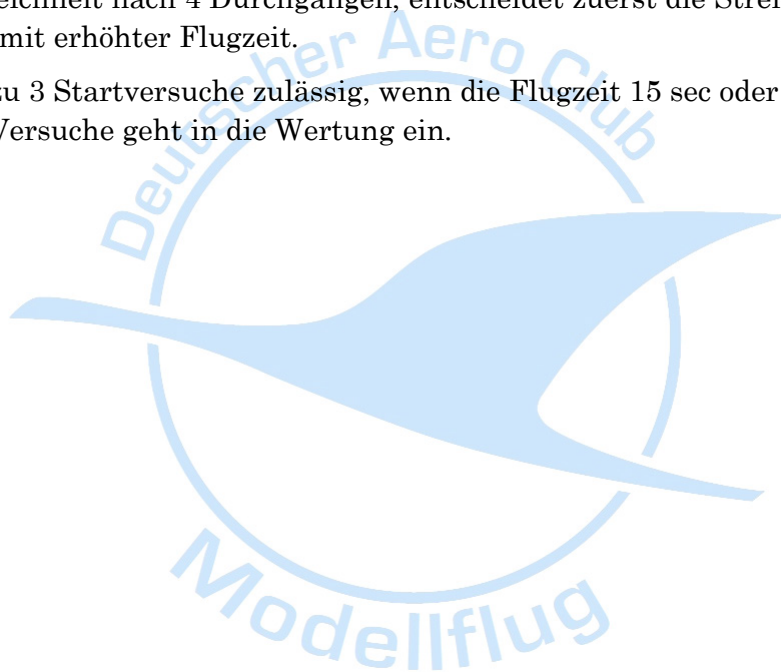 nach 4 Durchgängen, entscheidet zuerst die
mit erhöhter Flugzeit.
zu 3 Startversuche zulässig, wenn die Flugzeit 15 sec oder
Versuche geht in die Wertung ein.
Deutscher Aero Club
Modellflug